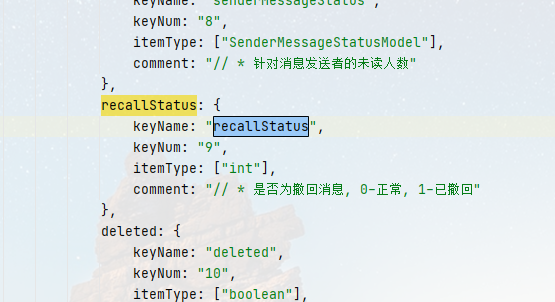 keyName: "senderMessageStatus",
keyNum: "8",
itemType: ["SenderMessageStatusModel"],
comment: "// * 针对消息发送者的未读人数"
},
recallStatus: {
keyName: "recallStatus",
keyNum: "9",
itemType: ["int"],
comment: "// * 是否为撤回消息, 0-正常, 1-已撤回"
},
deleted: {
keyName: "deleted",
keyNum: "10",
itemType: ["boolean"],